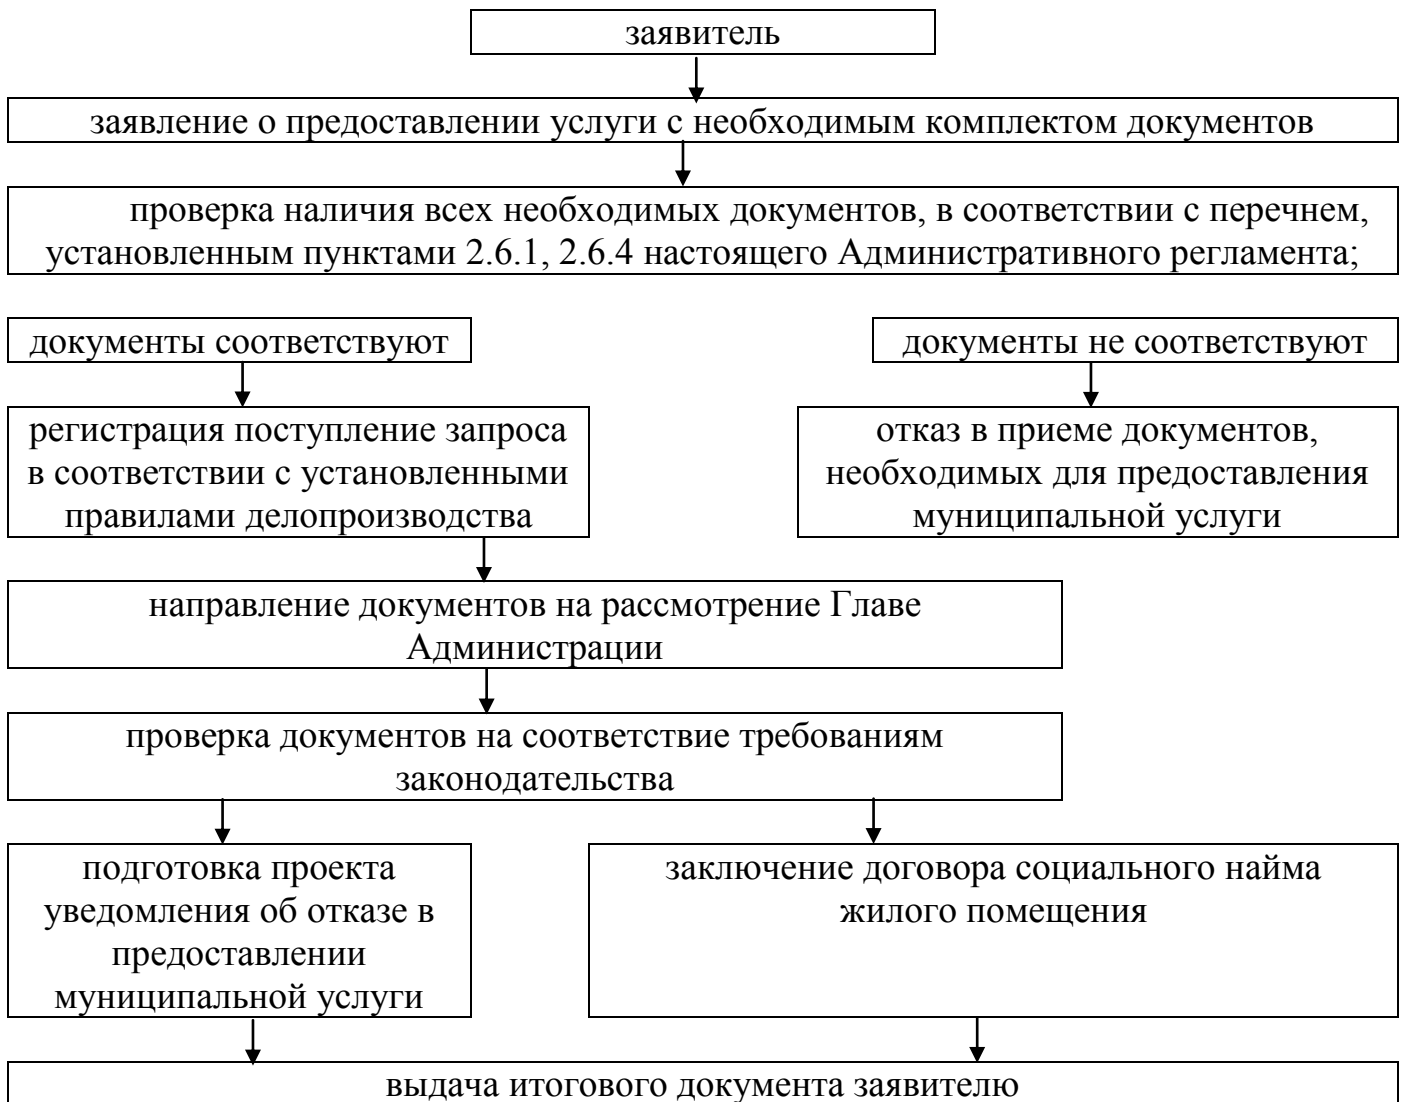 заявитель
заявление о предоставлении услуги с необходимым комплектом документов
проверка наличия всех необходимых документов, в соответствии с перечнем,
установленным пунктами 2.6.1, 2.6.4 настоящего Административного регламента;
документы соответствуют
документы не соответствуют
регистрация поступление запроса
в соответствии с установленными
правилами делопроизводства
отказ в приеме документов,
необходимых для предоставления
муниципальной услуги
направление документов на рассмотрение Главе
Администрации
проверка документов на соответствие требованиям
законодательства
подготовка проекта
уведомления об отказе в
предоставлении
муниципальной услуги
заключение договора социального найма
жилого помещения
выдача итогового документа заявителю